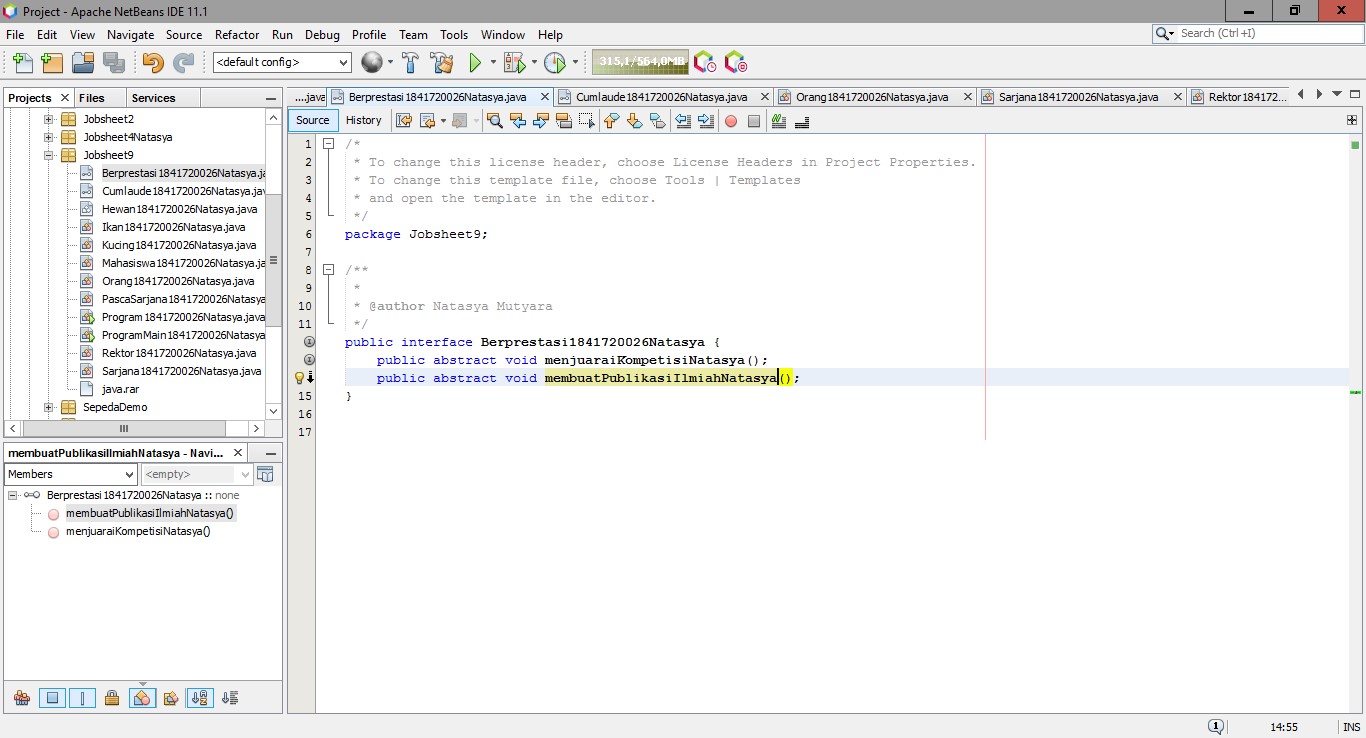 Project - Apache NetBeans IDE 11.1
File Edit View Navigate Source Refactor Run Debug Profile Team Tools Window Help
Search (Ctrl+I)
<default config>
315,1/564,0MB
Projects Files Services
Jobsheet2
Jobsheet4Natasya
Jobsheet9
Berprestasi1841720026Natasya.ja
Cumlaude1841720026Natasya.jav
Hewan1841720026Natasya.java
Ikan1841720026Natasya.java
Kucing1841720026Natasya.java
Mahasiswa1841720026Natasya.ja
Orang1841720026Natasya.java
PascaSarjana1841720026Natasya
Program1841720026Natasya.java
ProgramMain1841720026Natasya
Rektor1841720026Natasya.java
Sarjana1841720026Natasya.java
java.rar
SepedaDemo
membuatPublikasiIlmiahNatasya - Navi...
Members <empty>
Berprestasi1841720026Natasya :: none
membuatPublikasiIlmiahNatasya()
menjuaraiKompetisiNatasya()
....java Berprestasi1841720026Natasya.java Cumlaude1841720026Natasya.java Orang1841720026Natasya.java Sarjana1841720026Natasya.java Rektor184172...
Source History
1 /*
2 * To change this license header, choose License Headers in Project Properties.
3 * To change this template file, choose Tools | Templates
4 * and open the template in the editor.
5 */
6 package Jobsheet9;
7
8 /**
9 *
10 * @author Natasya Mutyara
11 */
public interface Berprestasi1841720026Natasya {
public abstract void menjuaraiKompetisiNatasya();
public abstract void membuatPublikasiIlmiahNatasya();
15 }
16
17
1 14:55 INS